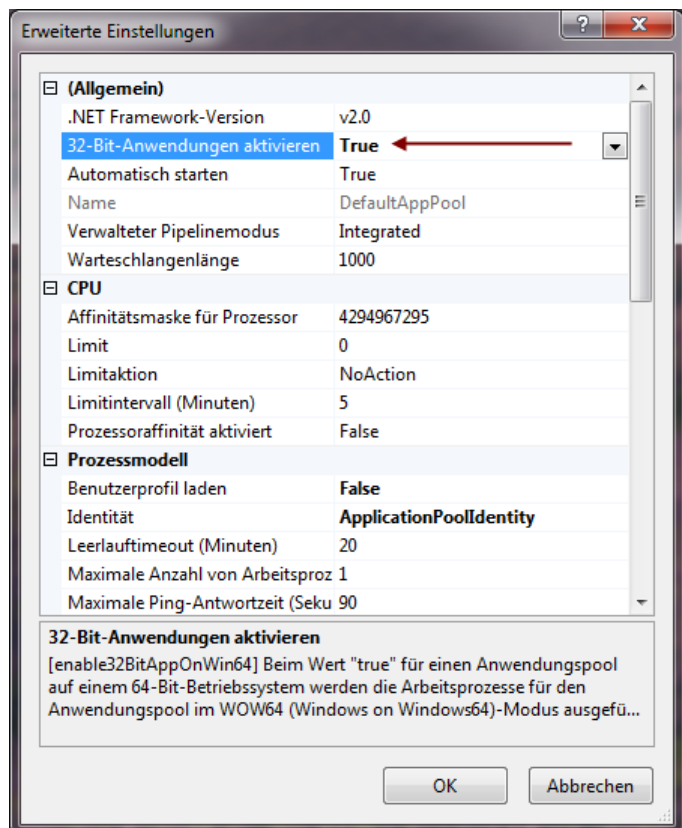 Erweiterte Einstellungen
(Allgemein)
.NET Framework-Version v2.0
32-Bit-Anwendungen aktivieren True
Automatisch starten True
Name DefaultAppPool
Verwalteter Pipelinemodus Integrated
Warteschlangenlänge 1000
CPU
Affinitätsmaske für Prozessor 4294967295
Limit 0
Limitaktion NoAction
Limitintervall (Minuten) 5
Prozessoraffinität aktiviert False
Prozessmodell
Benutzerprofil laden False
Identität ApplicationPoolIdentity
Leerlauftimeout (Minuten) 20
Maximale Anzahl von Arbeitsproz 1
Maximale Ping-Antwortzeit (Seku 90
32-Bit-Anwendungen aktivieren
[enable32BitAppOnWin64] Beim Wert "true" für einen Anwendungspool
auf einem 64-Bit-Betriebssystem werden die Arbeitsprozesse für den
Anwendungspool im WOW64 (Windows on Windows64)-Modus ausgefü...
OK Abbrechen